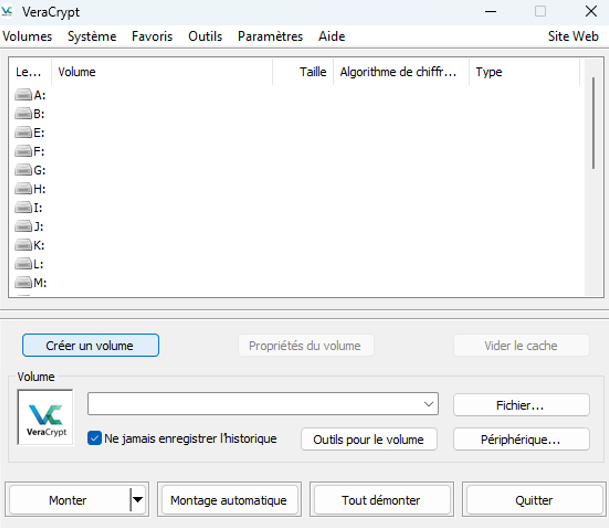 VeraCrypt
Volumes Système Favoris Outils Paramètres Aide Site Web
Le... Volume Taille Algorithme de chiffr... Type
A:
B:
E:
F:
G:
H:
I:
J:
K:
L:
M:
Créer un volume Propriétés du volume Vider le cache
Volume
VeraCrypt
Fichier...
Ne jamais enregistrer l'historique Outils pour le volume Périphérique...
Monter Montage automatique Tout démonter Quitter